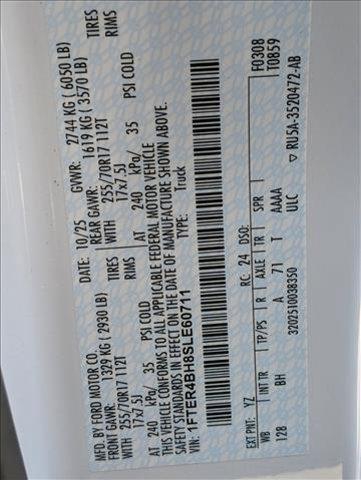 MFD. BY FORD MOTOR CO.
DATE: 10/25 GVWR: 2744 KG ( 6050 LB)
FRONT GAWR: 1329 KG ( 2930 LB) REAR GAWR: 1619 KG ( 3570 LB)
WITH 255/70R17 112T TIRES WITH 255/70R17 112T TIRES
17x7.5J RIMS 17x7.5J RIMS
AT 240 kPa/ 35 PSI COLD AT 240 kPa/ 35 PSI COLD
THIS VEHICLE CONFORMS TO ALL APPLICABLE FEDERAL MOTOR VEHICLE
SAFETY STANDARDS IN EFFECT ON THE DATE OF MANUFACTURE SHOWN ABOVE.
VIN: 1FTER4BH8SLE60711 TYPE: Truck
F0308
T0859
EXT PNT: YZ RC: 24 DSO:
WB INT TR TP/PS R AXLE TR SPR
128 BH A 71 T AAAA
ULC
3202510038350 ▽ RU5A-3520472-AB